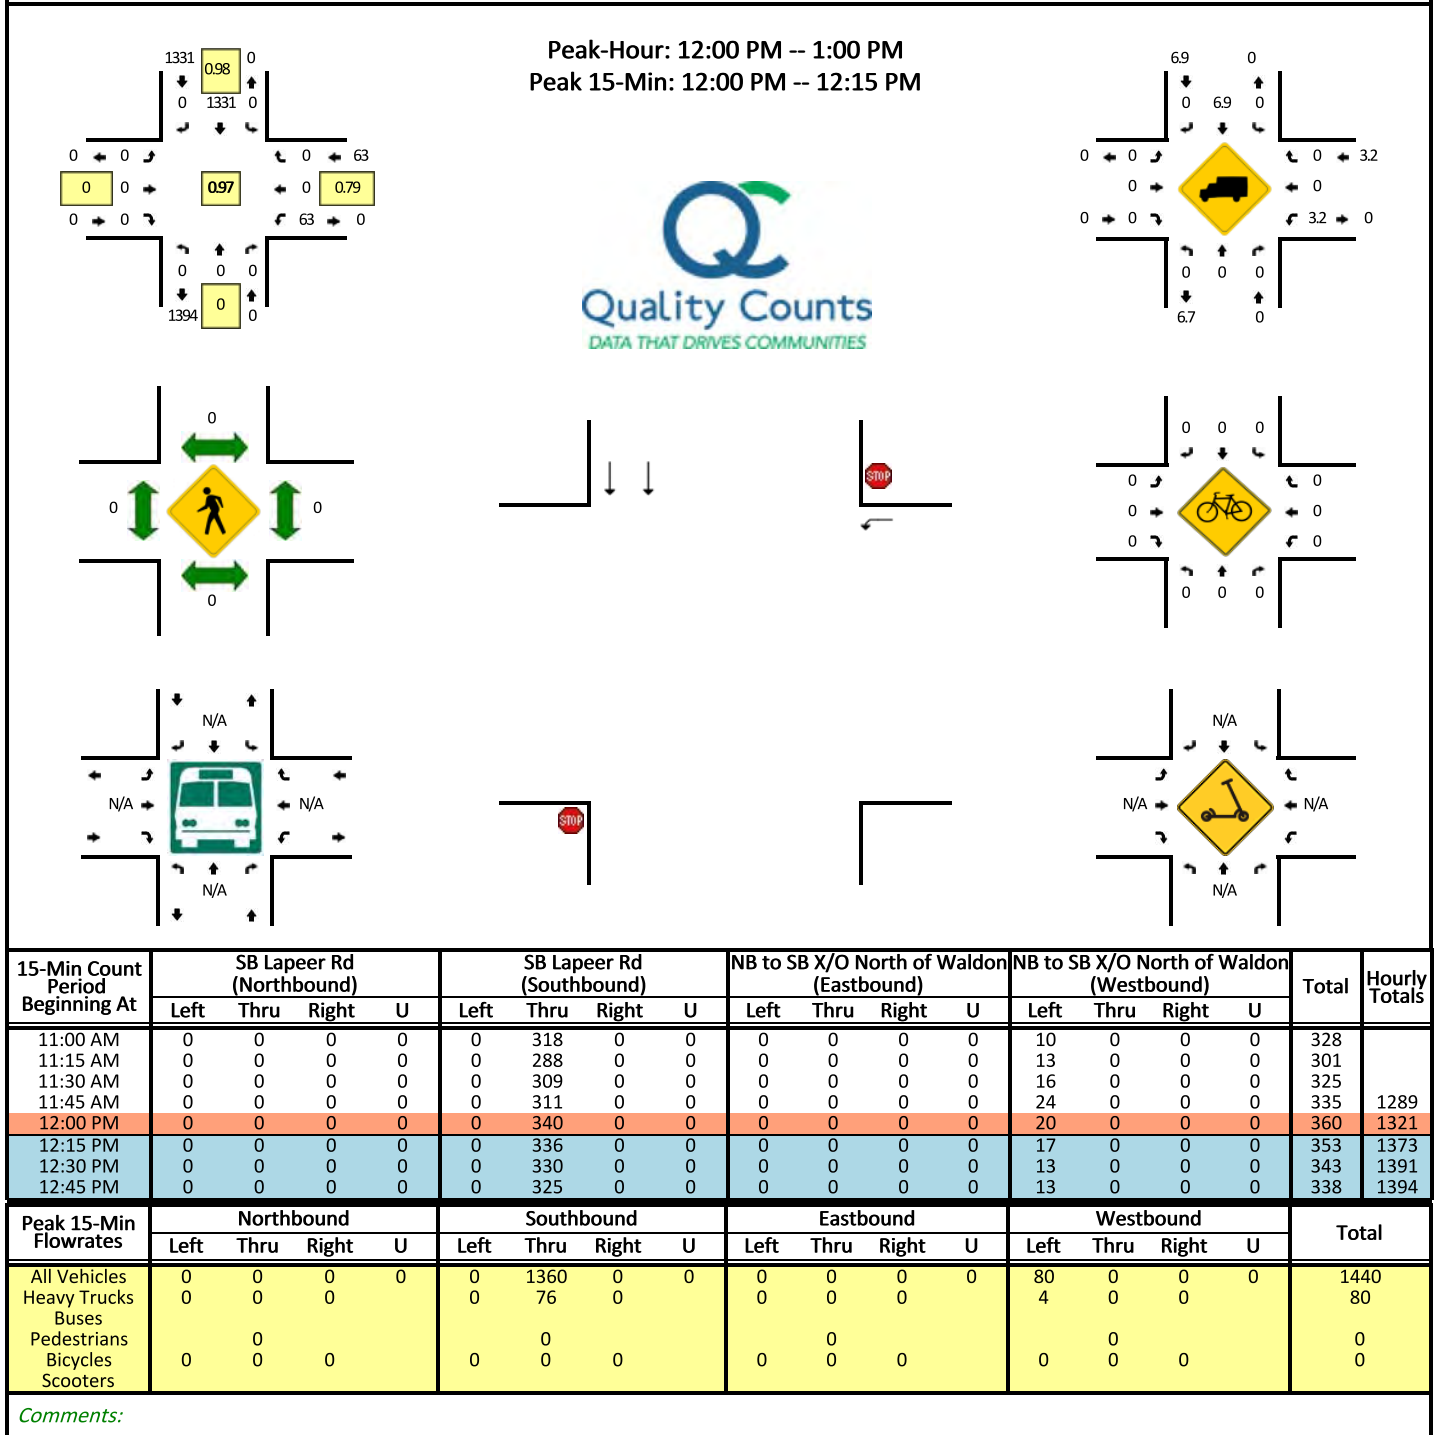 Peak-Hour: 12:00 PM -- 1:00 PM
Peak 15-Min: 12:00 PM -- 12:15 PM
1331 0.98 0
0 1331 0
0 0 0 63
0 0 0.97 0 0.79
0 0 63 0
0 0 0
1394 0 0
QC
Quality Counts
DATA THAT DRIVES COMMUNITIES
6.9 0
0 6.9 0
0 0 0 3.2
0 0
0 0 3.2 0
0 0 0
6.7 0
0
0 0
0
STOP
STOP
0 0 0
0 0
0 0
0 0
0 0 0
N/A
N/A N/A
N/A
N/A
N/A N/A
N/A
15-Min Count Period Beginning At SB Lapeer Rd (Northbound) SB Lapeer Rd (Southbound) NB to SB X/O North of Waldon (Eastbound) NB to SB X/O North of Waldon (Westbound) Total Hourly Totals
Left Thru Right U Left Thru Right U Left Thru Right U Left Thru Right U
11:00 AM 0 0 0 0 0 318 0 0 0 0 0 0 10 0 0 0 328
11:15 AM 0 0 0 0 0 288 0 0 0 0 0 0 13 0 0 0 301
11:30 AM 0 0 0 0 0 309 0 0 0 0 0 0 16 0 0 0 325
11:45 AM 0 0 0 0 0 311 0 0 0 0 0 0 24 0 0 0 335 1289
12:00 PM 0 0 0 0 0 340 0 0 0 0 0 0 20 0 0 0 360 1321
12:15 PM 0 0 0 0 0 336 0 0 0 0 0 0 17 0 0 0 353 1373
12:30 PM 0 0 0 0 0 330 0 0 0 0 0 0 13 0 0 0 343 1391
12:45 PM 0 0 0 0 0 325 0 0 0 0 0 0 13 0 0 0 338 1394
Peak 15-Min Flowrates Northbound Southbound Eastbound Westbound Total
Left Thru Right U Left Thru Right U Left Thru Right U Left Thru Right U
All Vehicles 0 0 0 0 0 1360 0 0 0 0 0 0 80 0 0 0 1440
Heavy Trucks 0 0 0 0 76 0 0 0 0 4 0 0 80
Buses
Pedestrians 0 0 0 0 0
Bicycles 0 0 0 0 0 0 0 0 0 0 0 0 0
Scooters
Comments: